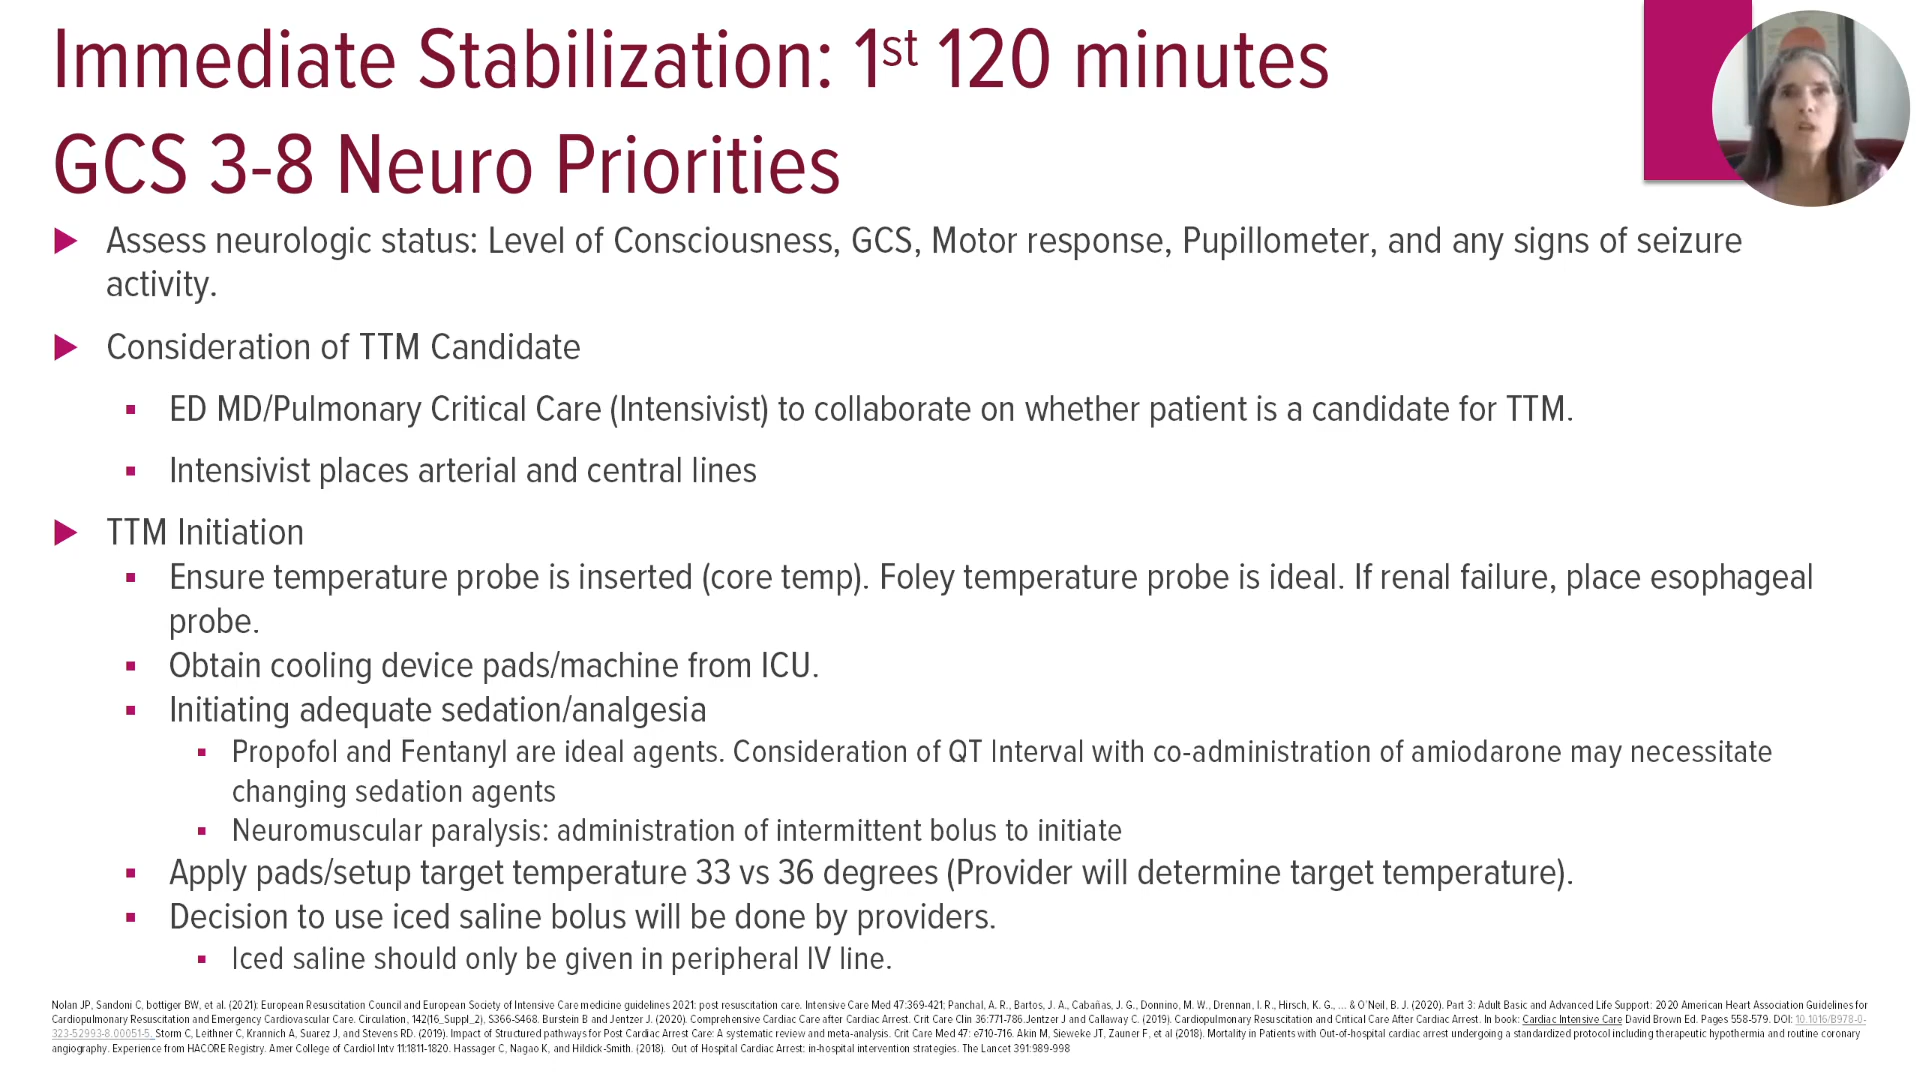 Immediate Stabilization: 1st 120 minutes
GCS 3-8 Neuro Priorities
Assess neurologic status: Level of Consciousness, GCS, Motor response, Pupillometer, and any signs of seizure
activity.
Consideration of TTM Candidate
ED MD/Pulmonary Critical Care (Intensivist) to collaborate on whether patient is a candidate for TTM.
Intensivist places arterial and central lines
TTM Initiation
Ensure temperature probe is inserted (core temp). Foley temperature probe is ideal. If renal failure, place esophageal
probe.
Obtain cooling device pads/machine from ICU.
Initiating adequate sedation/analgesia
Propofol and Fentanyl are ideal agents. Consideration of QT Interval with co-administration of amiodarone may necessitate
changing sedation agents
Neuromuscular paralysis: administration of intermittent bolus to initiate
Apply pads/setup target temperature 33 vs 36 degrees (Provider will determine target temperature).
Decision to use iced saline bolus will be done by providers.
Iced saline should only be given in peripheral IV line.
Nolan JP, Sandoni C, bottiger BW, et al. (2021): European Resuscitation Council and European Society of Intensive Care medicine guidelines 2021: post resuscitation care. Intensive Care Med 47:369-421; Panchal, A. R., Bartos, J. A., Cabañas, J. G., Donnino, M. W., Drennan, I. R., Hirsch, K. G., ... & O'Neil, B. J. (2020). Part 3: Adult Basic and Advanced Life Support: 2020 American Heart Association Guidelines for
Cardiopulmonary Resuscitation and Emergency Cardiovascular Care. Circulation, 142(16_Suppl_2), S366-S468. Burstein B and Jentzer J. (2020). Comprehensive Cardiac Care after Cardiac Arrest. Crit Care Clin 36:771-786.Jentzer J and Callaway C. (2019). Cardiopulmonary Resuscitation and Critical Care After Cardiac Arrest. In book: Cardiac Intensive Care David Brown Ed. Pages 558-579. DOI: 10.1016/B978-0-
323-52993-8.00051-5. Storm C, Leithner C, Krannich A, Suarez J, and Stevens RD. (2019). Impact of Structured pathways for Post Cardiac Arrest Care: A systematic review and meta-analysis. Crit Care Med 47: e710-716. Akin M, Sieweke JT, Zauner F, et al (2018). Mortality in Patients with Out-of-hospital cardiac arrest undergoing a standardized protocol including therapeutic hypothermia and routine coronary
angiography. Experience from HACORE Registry. Amer College of Cardiol Intv 11:1811-1820. Hassager C, Nagao K, and Hildick-Smith. (2018). Out of Hospital Cardiac Arrest: in-hospital intervention strategies. The Lancet 391:989-998